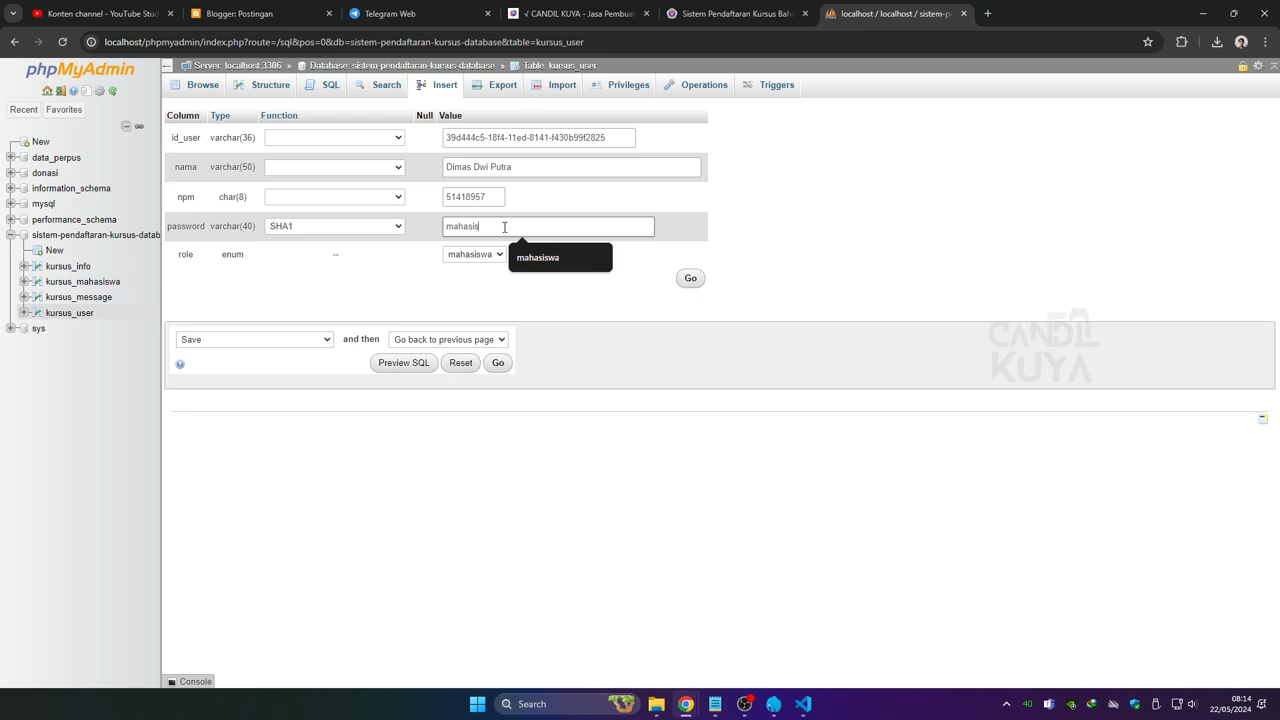 Konten channel - YouTube Stud
Blogger: Postingan
Telegram Web
√ CANDIL KUYA - Jasa Pembuat
Sistem Pendaftaran Kursus Baha
localhost / localhost / sistem-p
localhost/phpmyadmin/index.php?route=/sql&pos=0&db=sistem-pendaftaran-kursus-database&table=kursus_user
phpMyAdmin
Server: localhost:3306 » Database: sistem-pendaftaran-kursus-database » Table: kursus_user
Browse Structure SQL Search Insert Export Import Privileges Operations Triggers
Recent Favorites
New
data_perpus
donasi
information_schema
mysql
performance_schema
sistem-pendaftaran-kursus-datab
New
kursus_info
kursus_mahasiswa
kursus_message
kursus_user
sys
Column Type Function Null Value
id_user varchar(36) 39d444c5-18f4-11ed-8141-f430b99f2825
nama varchar(50) Dimas Dwi Putra
npm char(8) 51418957
password varchar(40) SHA1 mahasis
mahasiswa
role enum -- mahasiswa
Go
Save and then Go back to previous page
Preview SQL Reset Go
CANDIL
KUYA
Console
Search
40
08:14
22/05/2024